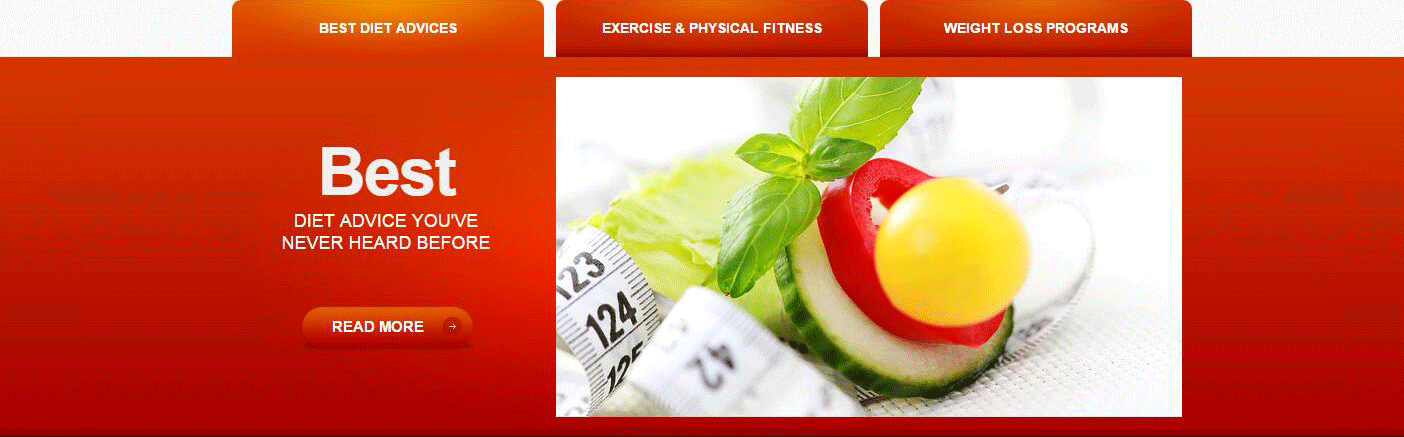 BEST DIET ADVICES
EXERCISE & PHYSICAL FITNESS
WEIGHT LOSS PROGRAMS
Best
DIET ADVICE YOU'VE
NEVER HEARD BEFORE
READ MORE
123
124
125
42